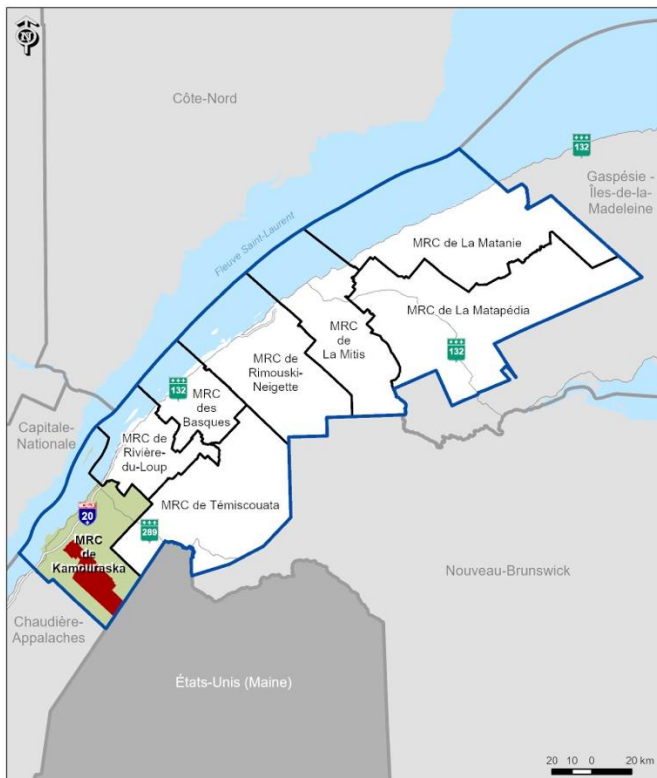 N
Côte-Nord
132
Gaspésie -
Îles-de-la-
Madeleine
Fleuve Saint-Laurent
MRC de La Matanie
MRC de La Matapédia
MRC
de
La Mitis
132
MRC de
Rimouski-
Neigette
132
MRC
des
Basques
Capitale-
Nationale
MRC de
Rivière-
du-Loup
MRC de Témiscouata
20
289
MRC
de
Kamouraska
Nouveau-Brunswick
Chaudière-
Appalaches
États-Unis (Maine)
20 10 0 20 km